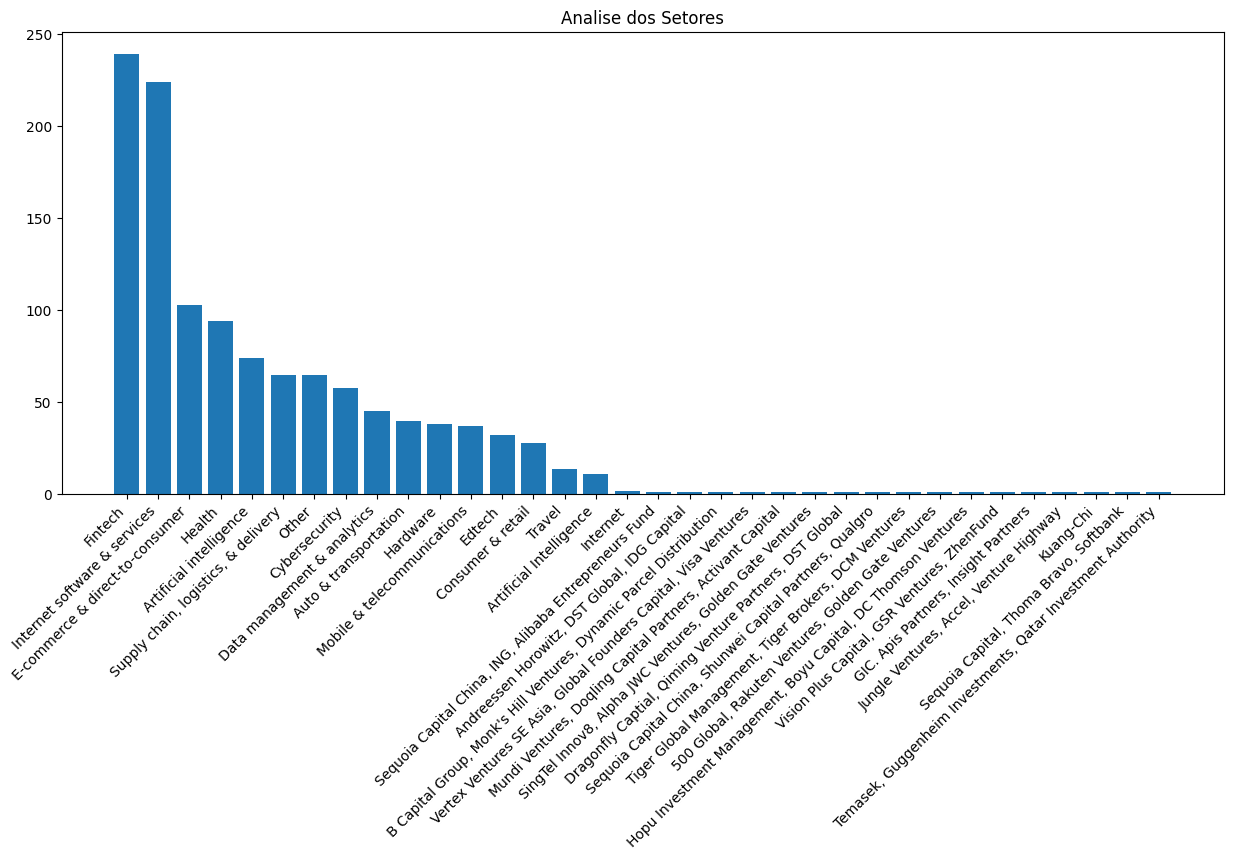 Analise dos Setores
250
200
150
100
50
0
Fintech
Internet software & services
E-commerce & direct-to-consumer
Health
Artificial intelligence
Supply chain, logistics, & delivery
Other
Cybersecurity
Data management & analytics
Auto & transportation
Hardware
Mobile & telecommunications
Edtech
Consumer & retail
Travel
Artificial Intelligence
Internet
Sequoia Capital China, ING, Alibaba Entrepreneurs Fund
Andreessen Horowitz, DST Global, IDG Capital
B Capital Group, Monk's Hill Ventures, Dynamic Parcel Distribution
Vertex Ventures SE Asia, Global Founders Capital, Visa Ventures
Mundi Ventures, Doqling Capital Partners, Activant Capital
SingTel Innov8, Alpha JWC Ventures, Golden Gate Ventures
Dragonfly Captial, Qiming Venture Partners, DST Global
Sequoia Capital China, Shunwei Capital Partners, Qualgro
Tiger Global Management, Tiger Brokers, DCM Ventures
500 Global, Rakuten Ventures, Golden Gate Ventures
Hopu Investment Management, Boyu Capital, DC Thomson Ventures
Vision Plus Capital, GSR Ventures, ZhenFund
GIC. Apis Partners, Insight Partners
Jungle Ventures, Accel, Venture Highway
Kuang-Chi
Sequoia Capital, Thoma Bravo, Softbank
Temasek, Guggenheim Investments, Qatar Investment Authority